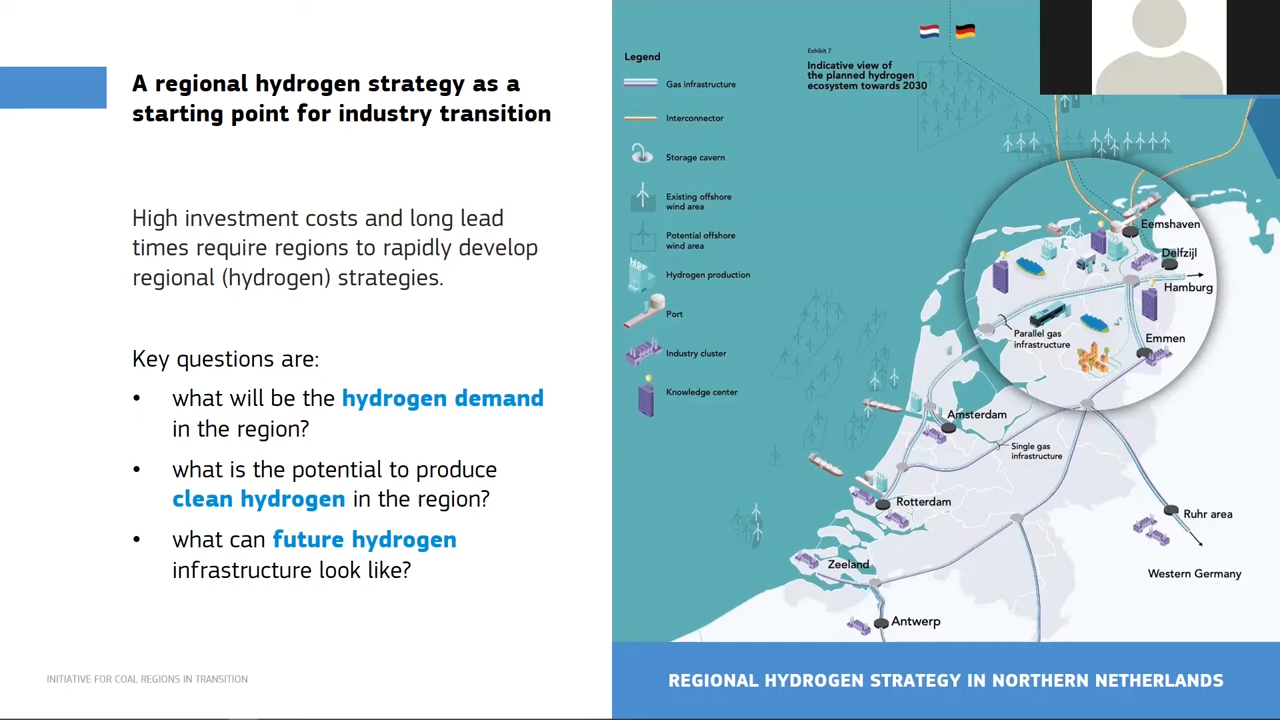 A regional hydrogen strategy as a
starting point for industry transition
High investment costs and long lead
times require regions to rapidly develop
regional (hydrogen) strategies.
Key questions are:
• what will be the hydrogen demand
in the region?
• what is the potential to produce
clean hydrogen in the region?
• what can future hydrogen
infrastructure look like?
INITIATIVE FOR COAL REGIONS IN TRANSITION
Legend
Gas infrastructure
Interconnector
Storage cavern
Existing offshore
wind area
Potential offshore
wind area
Hydrogen production
Port
Industry cluster
Knowledge center
Exhibit 7
Indicative view of
the planned hydrogen
ecosystem towards 2030
Eemshaven
Delfzijl
Hamburg
Parallel gas
infrastructure
Emmen
Amsterdam
Single gas
infrastructure
Rotterdam
Ruhr area
Zeeland
Western Germany
Antwerp
REGIONAL HYDROGEN STRATEGY IN NORTHERN NETHERLANDS